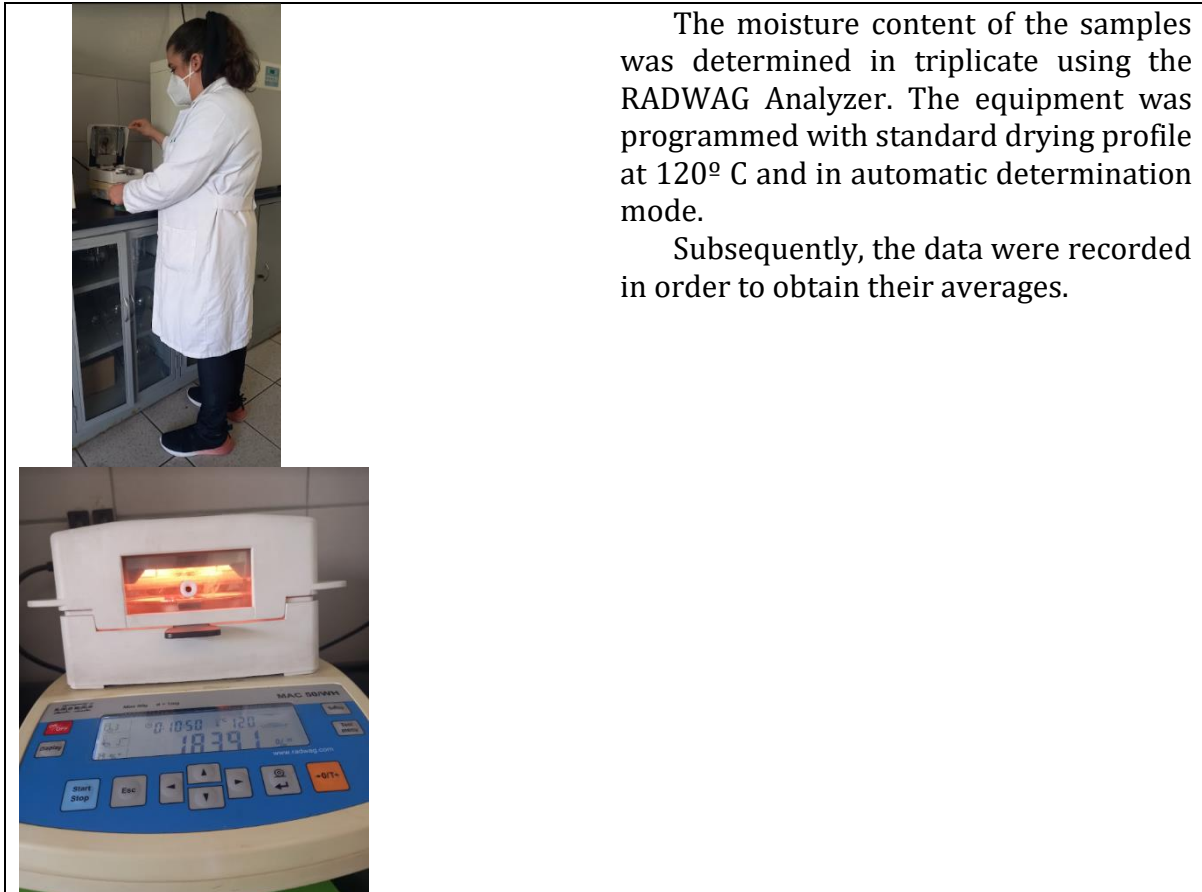 The moisture content of the samples
was determined in triplicate using the
RADWAG Analyzer. The equipment was
programmed with standard drying profile
at 120º C and in automatic determination
mode.
Subsequently, the data were recorded
in order to obtain their averages.
MAC 50/WH
www.radwag.com
Display
Start
Stop
Esc